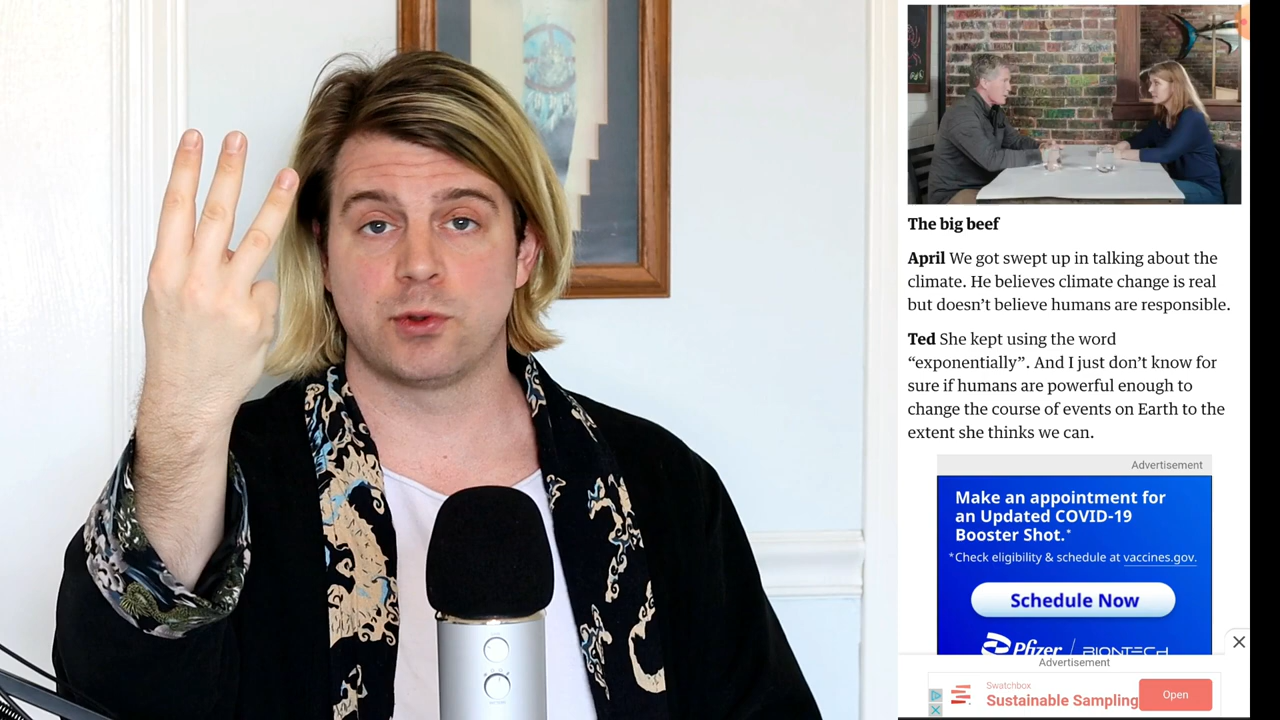 The big beef
April We got swept up in talking about the
climate. He believes climate change is real
but doesn’t believe humans are responsible.
Ted She kept using the word
“exponentially”. And I just don’t know for
sure if humans are powerful enough to
change the course of events on Earth to the
extent she thinks we can.
Advertisement
Make an appointment for
an Updated COVID-19
Booster Shot.*
*Check eligibility & schedule at vaccines.gov.
Schedule Now
Pfizer / BIONTECH
Advertisement
Swatchbox
Sustainable Sampling
Open